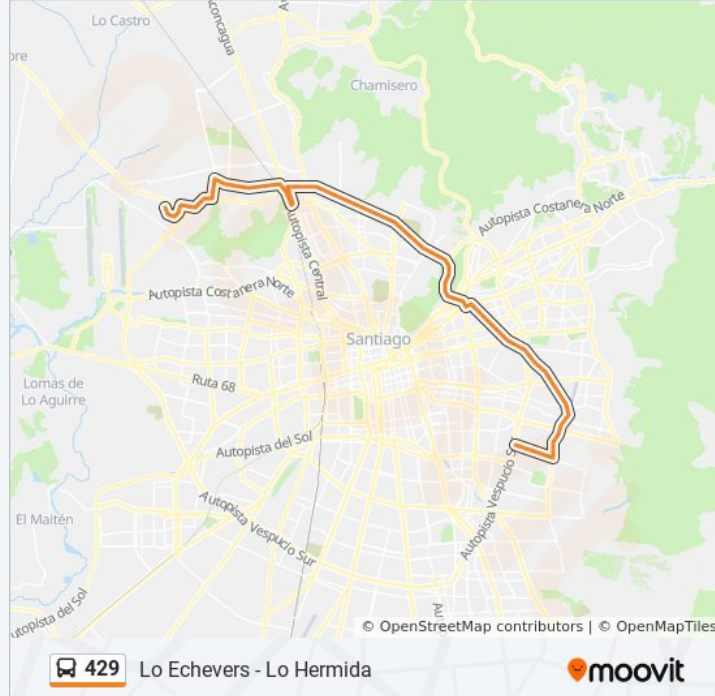 Lo Castro
Aconcagua
Chamisero
Autopista Costanera Norte
Autopista Central
Autopista Costanera Norte
Santiago
Ruta 68
Lomas de
Lo Aguirre
Autopista del Sol
El Maitén
Autopista Vespucio Sur
Autopista Vespucio S
utopista del Sol
© OpenStreetMap contributors | © OpenMapTiles
429 Lo Echevers - Lo Hermida
moovit